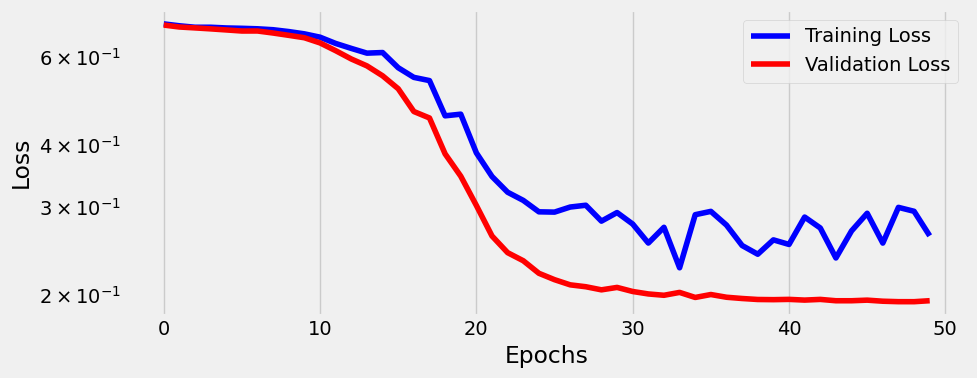 Training Loss
Validation Loss
6 × 10⁻¹
4 × 10⁻¹
3 × 10⁻¹
2 × 10⁻¹
Loss
0 10 20 30 40 50
Epochs